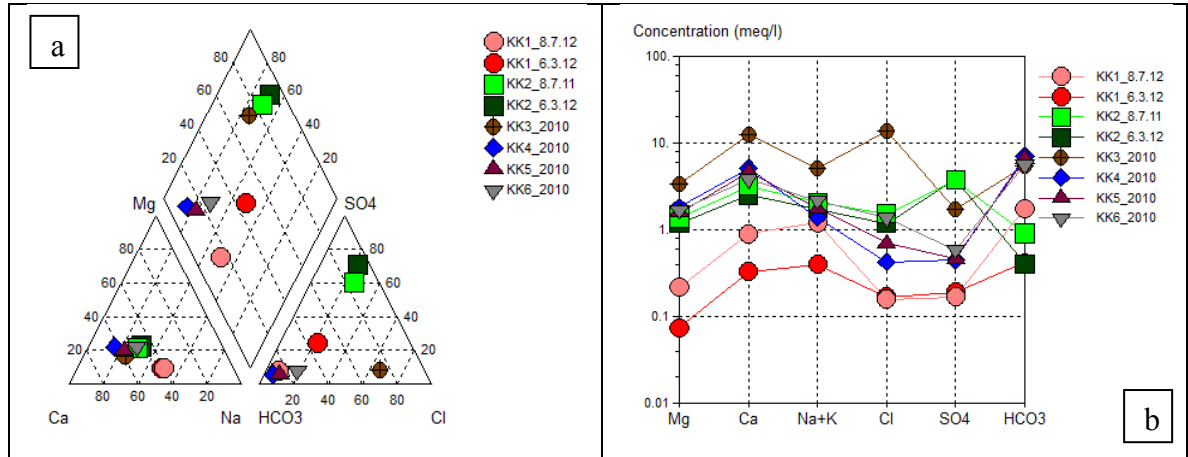 a
80 80
60 60
40 40
20 20
Mg SO4
80 80
60 60
40 40
20 20
80 60 40 20 20 40 60 80
Ca Na HCO3 Cl
KK1_8.7.12
KK1_6.3.12
KK2_8.7.11
KK2_6.3.12
KK3_2010
KK4_2010
KK5_2010
KK6_2010
Concentration (meq/l)
100.
10.
1.
0.1
0.01
Mg Ca Na+K Cl SO4 HCO3
KK1_8.7.12
KK1_6.3.12
KK2_8.7.11
KK2_6.3.12
KK3_2010
KK4_2010
KK5_2010
KK6_2010
b